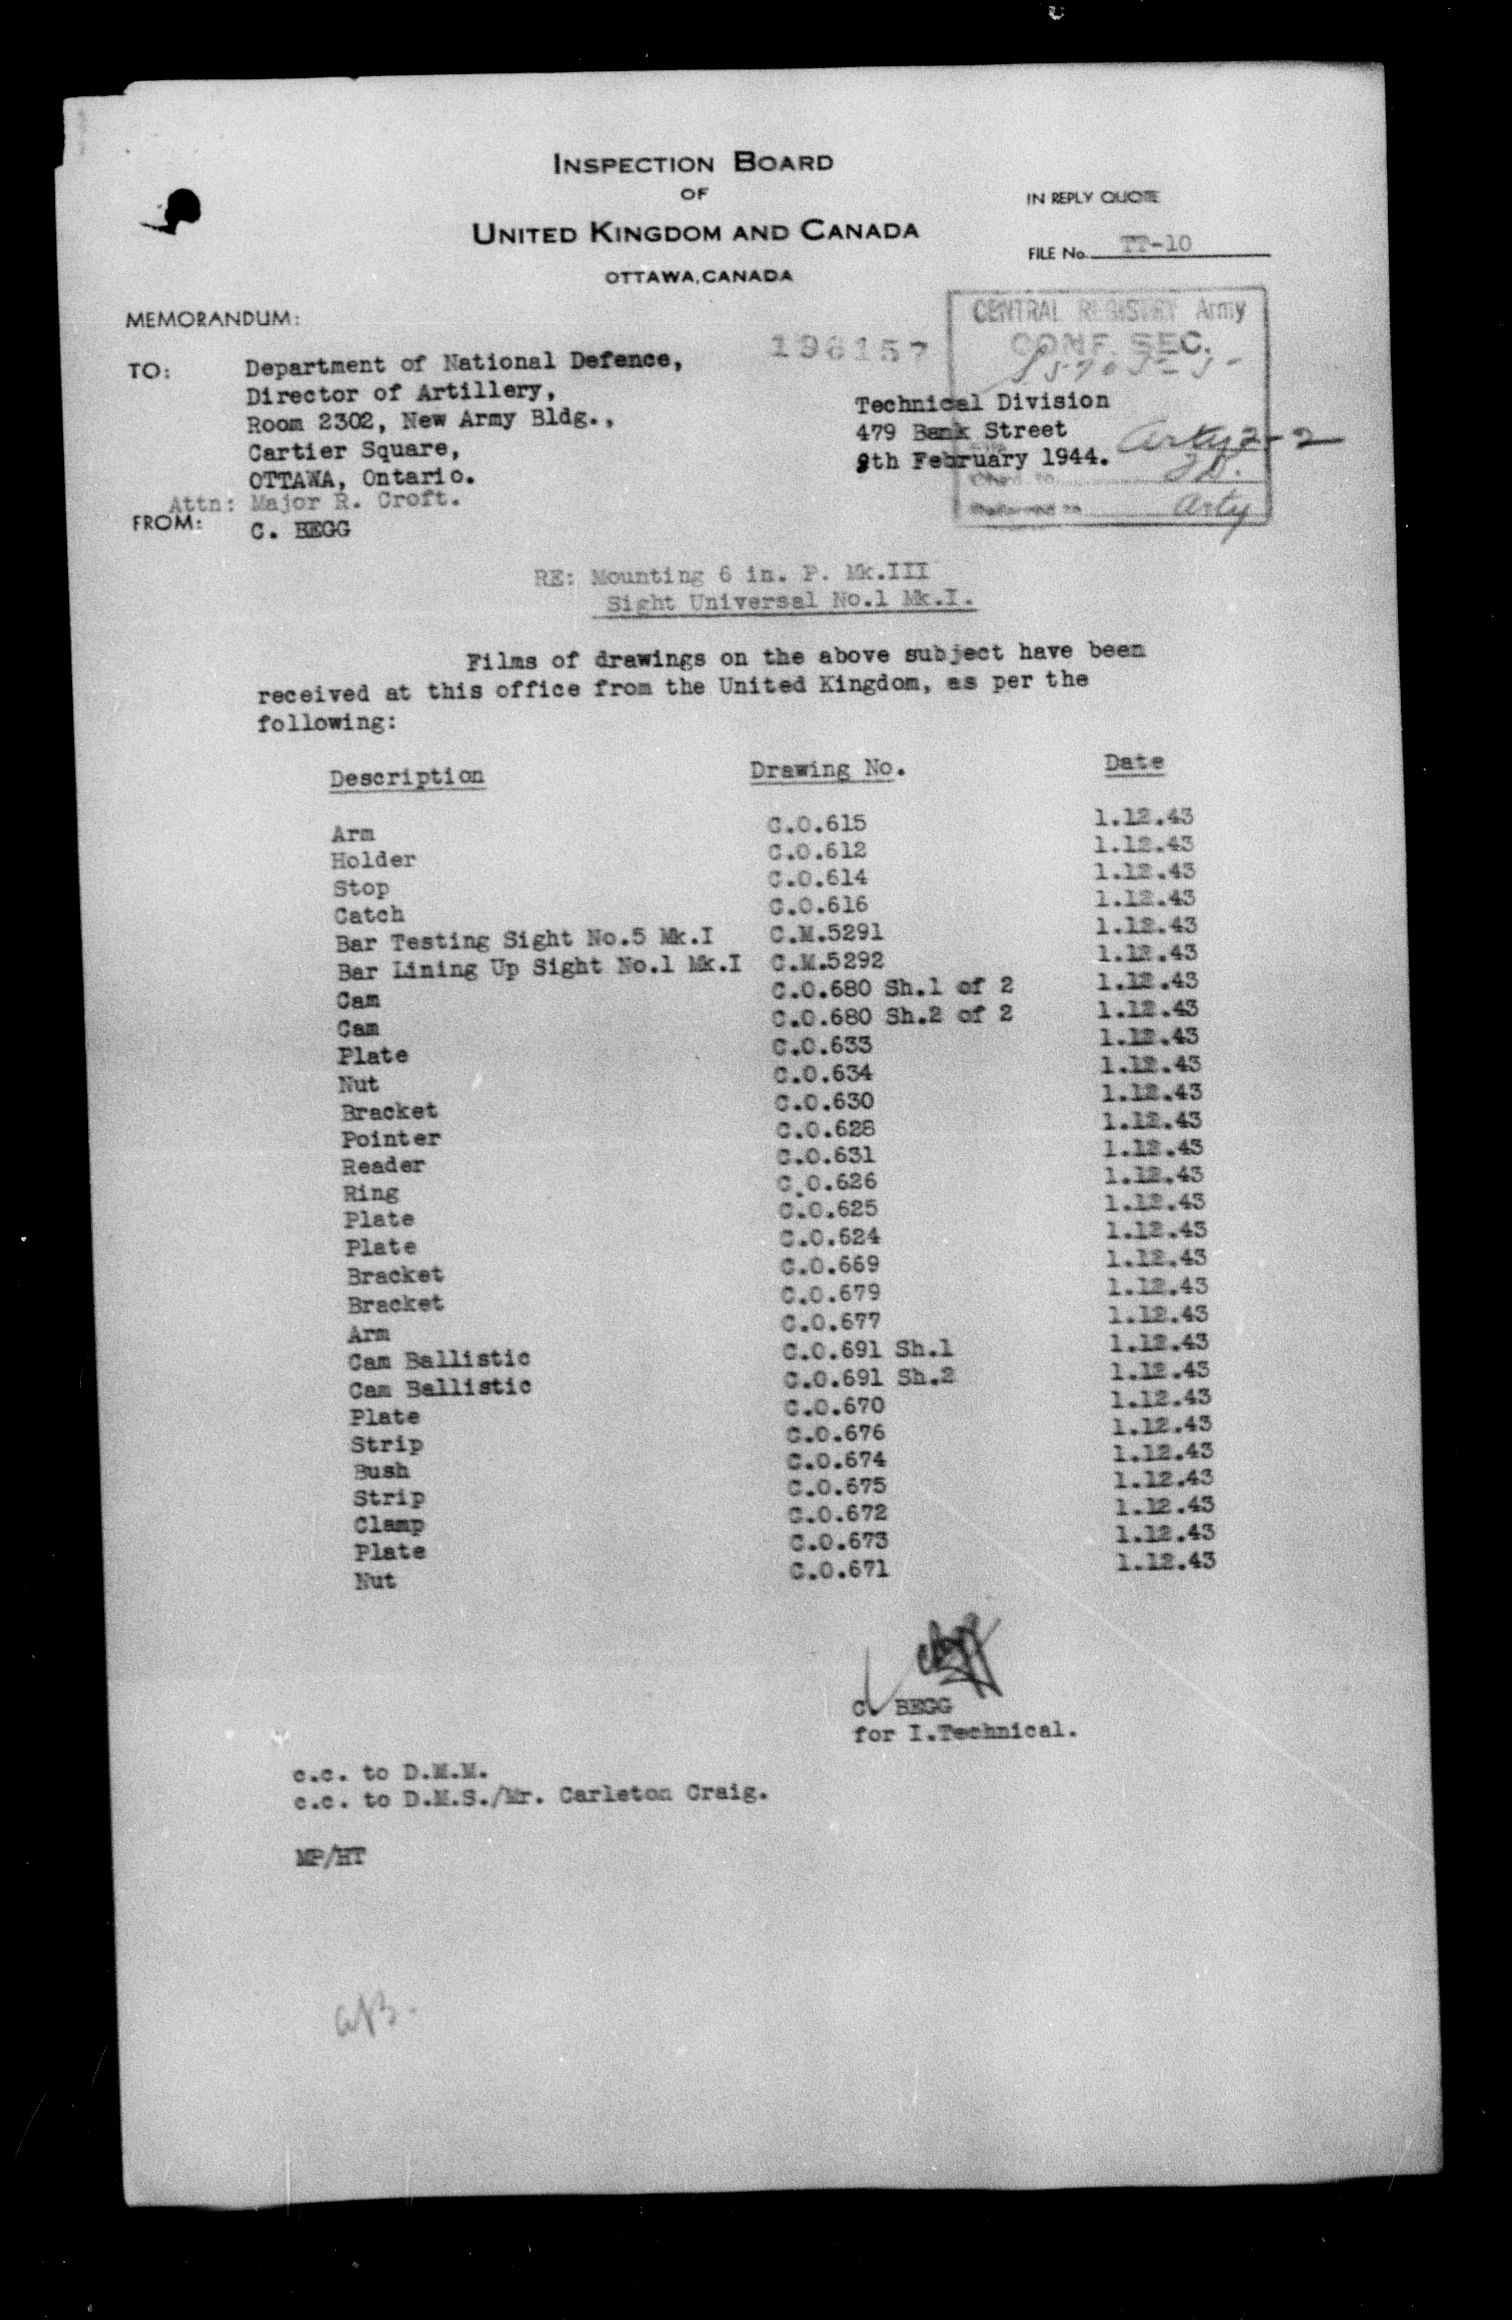 INSPECTION BOARD
OF
UNITED KINGDOM AND CANADA
OTTAWA, CANADA
IN REPLY QUOTE
FILE No. TT-10
MEMORANDUM:
CENTRAL REGISTRY Army
CONF. SEC.
196157
TO: Department of National Defence,
Director of Artillery,
Room 2302, New Army Bldg.,
Cartier Square,
OTTAWA, Ontario.
Attn: Major R. Croft.
FROM: C. BEGG
Technical Division
479 Bank Street
9th February 1944.
Arty 2-2
Arty
RE: Mounting 6 in. P. Mk.III
Sight Universal No.1 Mk.I.
Films of drawings on the above subject have been
received at this office from the United Kingdom, as per the
following:
Description Drawing No. Date
Arm C.O.615 1.12.43
Holder C.O.612 1.12.43
Stop C.O.614 1.12.43
Catch C.O.616 1.12.43
Bar Testing Sight No.5 Mk.I C.M.5291 1.12.43
Bar Lining Up Sight No.1 Mk.I C.M.5292 1.12.43
Cam C.O.680 Sh.1 of 2 1.12.43
Cam C.O.680 Sh.2 of 2 1.12.43
Plate C.O.633 1.12.43
Nut C.O.634 1.12.43
Bracket C.O.630 1.12.43
Pointer C.O.628 1.12.43
Reader C.O.631 1.12.43
Ring C.O.626 1.12.43
Plate C.O.625 1.12.43
Plate C.O.624 1.12.43
Bracket C.O.669 1.12.43
Bracket C.O.679 1.12.43
Arm C.O.677 1.12.43
Cam Ballistic C.O.691 Sh.1 1.12.43
Cam Ballistic C.O.691 Sh.2 1.12.43
Plate C.O.670 1.12.43
Strip C.O.676 1.12.43
Bush C.O.674 1.12.43
Strip C.O.675 1.12.43
Clamp C.O.672 1.12.43
Plate C.O.673 1.12.43
Nut C.O.671 1.12.43
C. BEGG
for I.Technical.
c.c. to D.M.M.
c.c. to D.M.S./Mr. Carleton Craig.
MP/HT